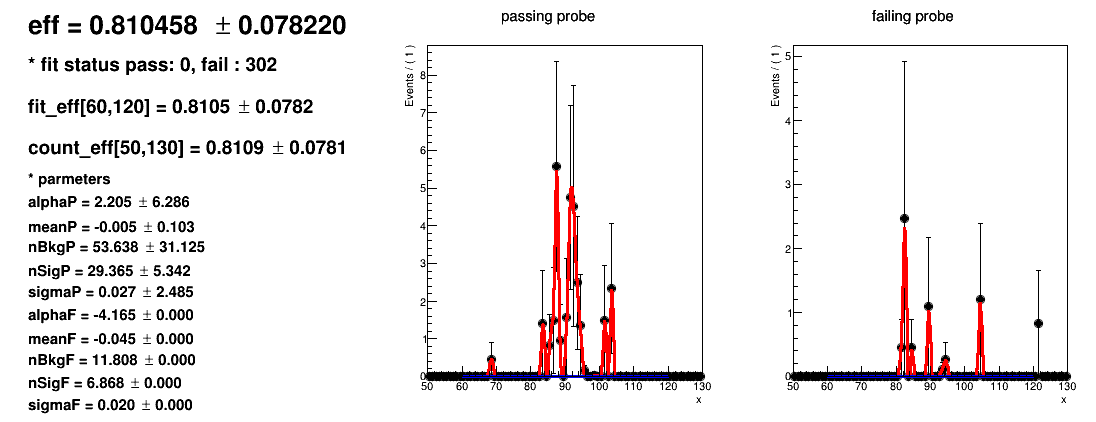 eff = 0.810458 ± 0.078220
* fit status pass: 0, fail : 302
fit_eff[60,120] = 0.8105 ± 0.0782
count_eff[50,130] = 0.8109 ± 0.0781
* parmeters
alphaP = 2.205 ± 6.286
meanP = -0.005 ± 0.103
nBkgP = 53.638 ± 31.125
nSigP = 29.365 ± 5.342
sigmaP = 0.027 ± 2.485
alphaF = -4.165 ± 0.000
meanF = -0.045 ± 0.000
nBkgF = 11.808 ± 0.000
nSigF = 6.868 ± 0.000
sigmaF = 0.020 ± 0.000
passing probe
Events / ( 1 )
8
7
6
5
4
3
2
1
0
50 60 70 80 90 100 110 120 130
x
failing probe
Events / ( 1 )
5
4
3
2
1
0
50 60 70 80 90 100 110 120 130
x